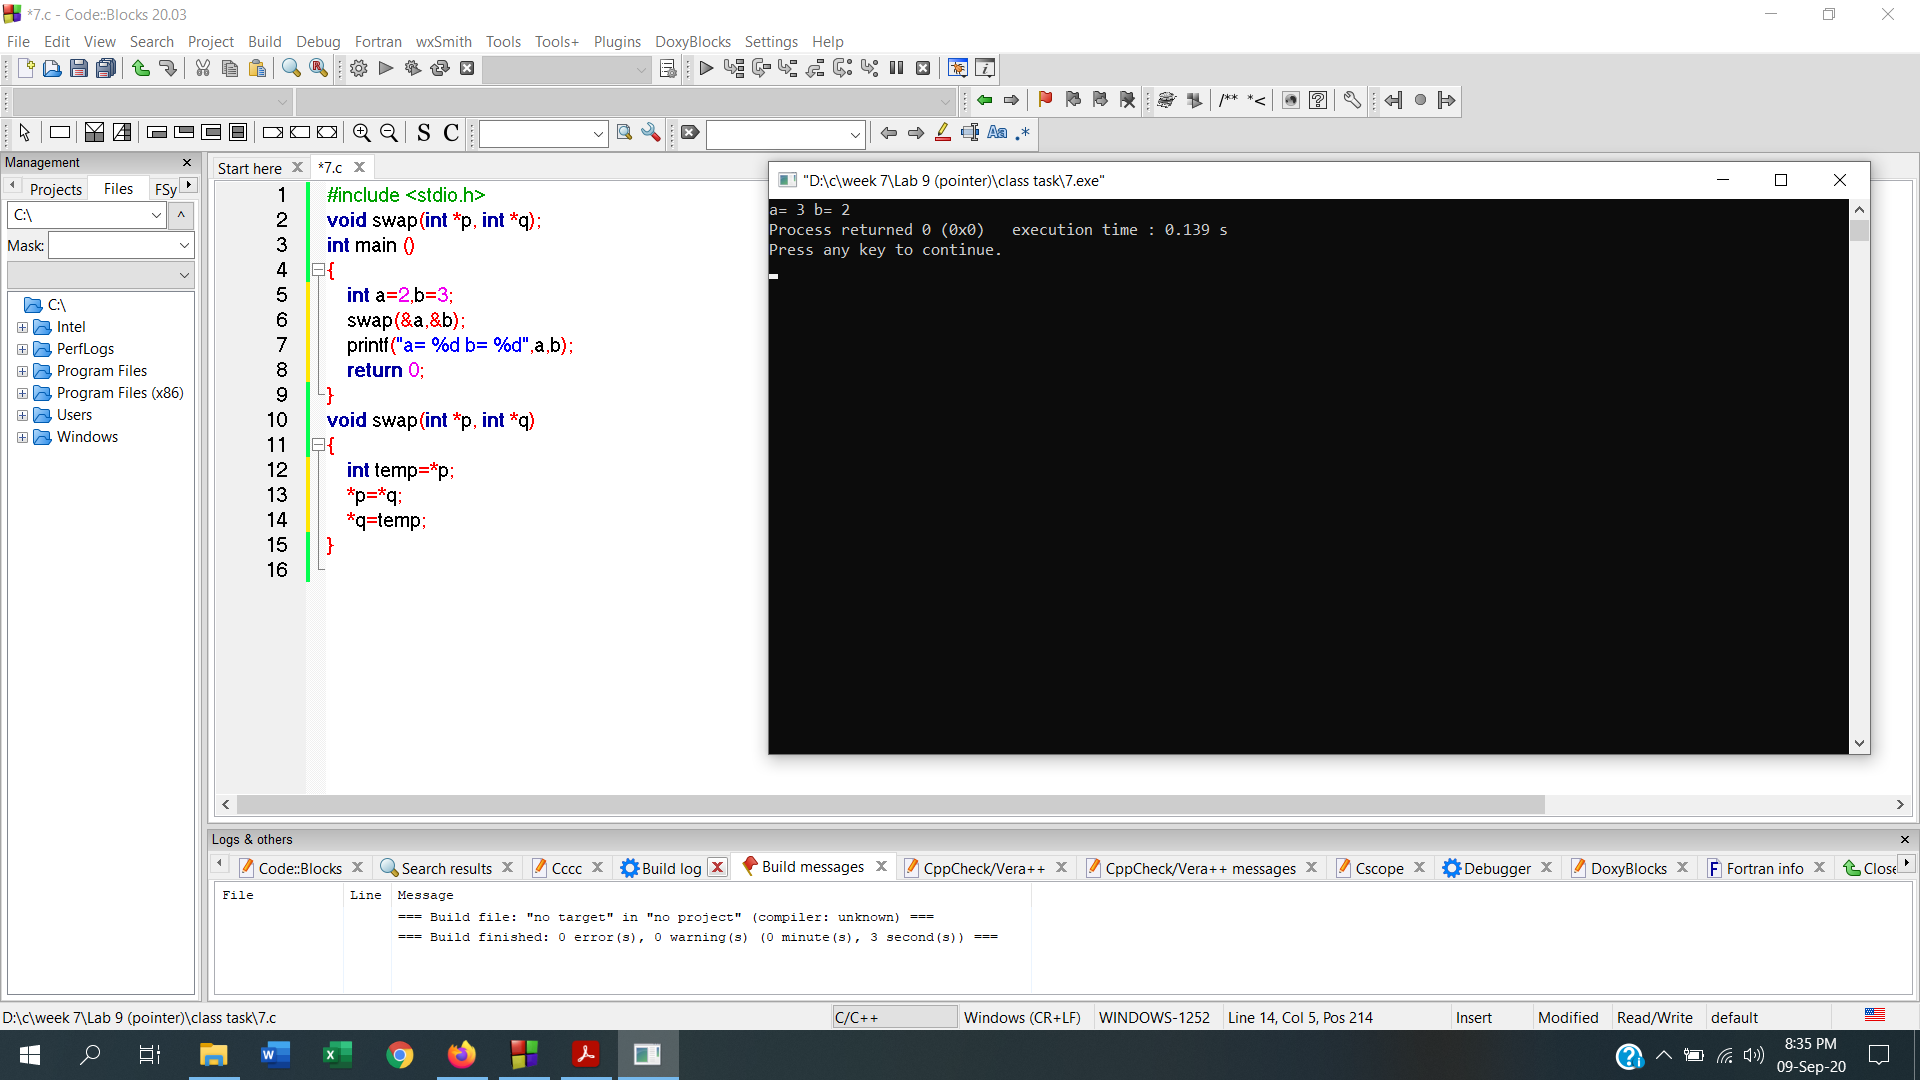 *7.c - Code::Blocks 20.03
File Edit View Search Project Build Debug Fortran wxSmith Tools Tools+ Plugins DoxyBlocks Settings Help
/** *<
S C
Aa .*
Management
Projects Files FSy
C:\ ^
Mask:
C:\
Intel
PerfLogs
Program Files
Program Files (x86)
Users
Windows
Start here *7.c
1 #include <stdio.h>
2 void swap(int *p, int *q);
3 int main ()
4 {
5 int a=2,b=3;
6 swap(&a,&b);
7 printf("a= %d b= %d",a,b);
8 return 0;
9 }
10 void swap(int *p, int *q)
11 {
12 int temp=*p;
13 *p=*q;
14 *q=temp;
15 }
16
"D:\c\week 7\Lab 9 (pointer)\class task\7.exe"
a= 3 b= 2
Process returned 0 (0x0)   execution time : 0.139 s
Press any key to continue.
Logs & others
Code::Blocks Search results Cccc Build log Build messages CppCheck/Vera++ CppCheck/Vera++ messages Cscope Debugger DoxyBlocks Fortran info Close
File Line Message
=== Build file: "no target" in "no project" (compiler: unknown) ===
=== Build finished: 0 error(s), 0 warning(s) (0 minute(s), 3 second(s)) ===
D:\c\week 7\Lab 9 (pointer)\class task\7.c C/C++ Windows (CR+LF) WINDOWS-1252 Line 14, Col 5, Pos 214 Insert Modified Read/Write default
8:35 PM
09-Sep-20